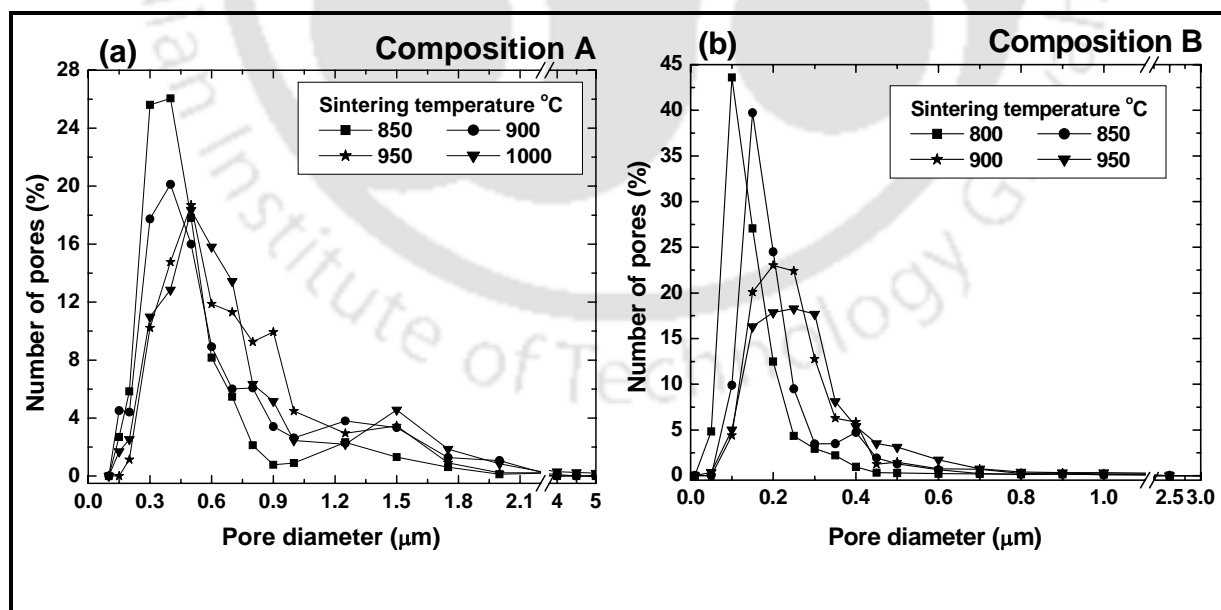 (a) Composition A
Sintering temperature °C
850 900
950 1000
28
24
20
16
12
8
4
0
Number of pores (%)
0.0 0.3 0.6 0.9 1.2 1.5 1.8 2.1 3 4 5
Pore diameter (μm)
(b) Composition B
Sintering temperature °C
800 850
900 950
45
40
35
30
25
20
15
10
5
0
Number of pores (%)
0.0 0.2 0.4 0.6 0.8 1.0 2.5 3.0
Pore diameter (μm)
Institute of Technology